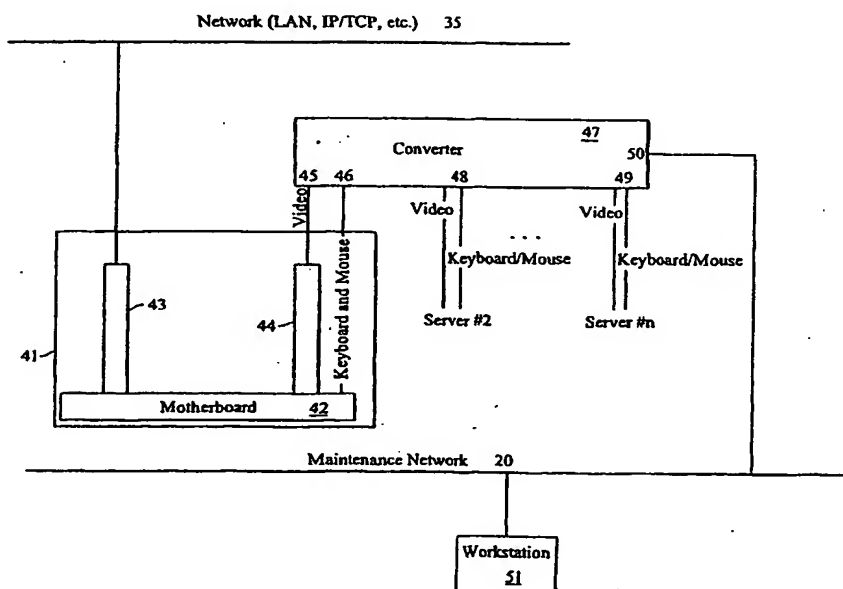 Network (LAN, IP/TCP, etc.) 35
47
Converter
50
45 46 48 49
Video
Video
Video
. . .
Keyboard/Mouse
Keyboard/Mouse
Keyboard and Mouse
43
44
41
Server #2
Server #n
Motherboard 42
Maintenance Network 20
Workstation
51